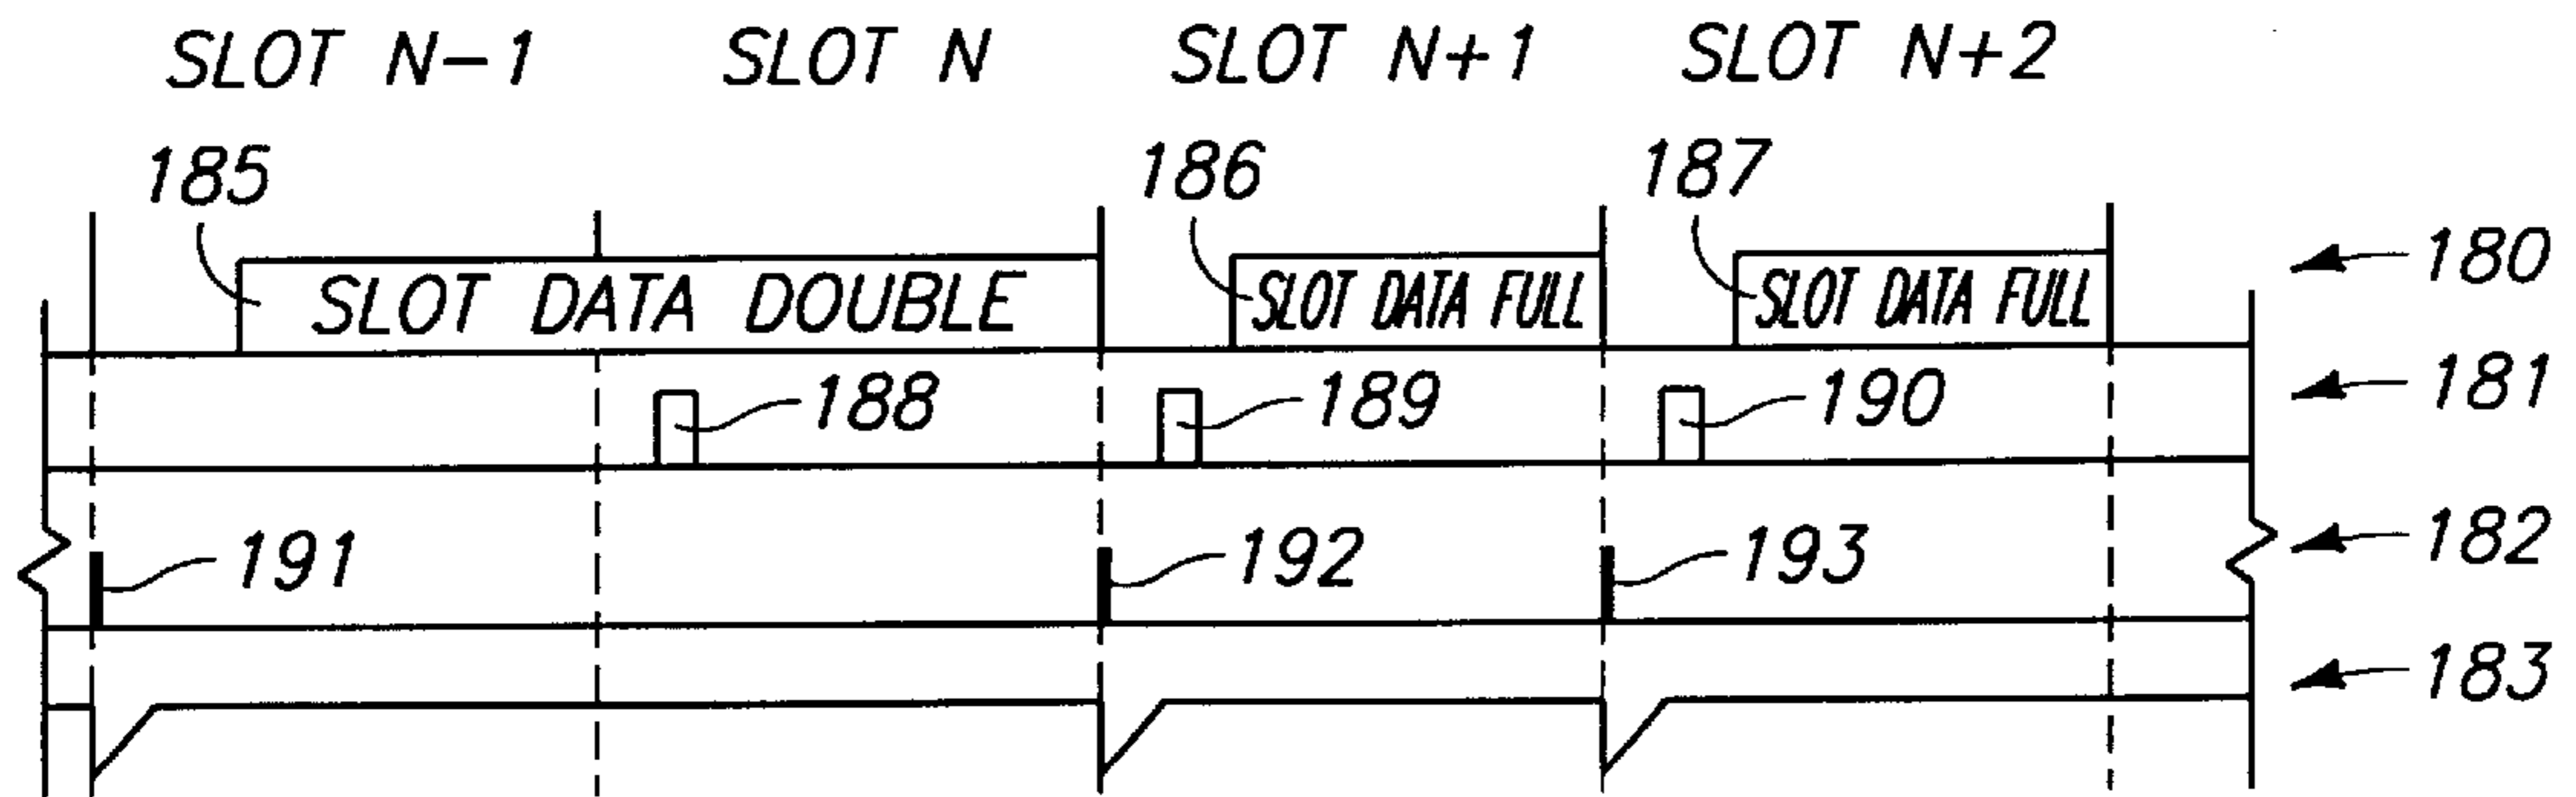 SLOT N-1 SLOT N SLOT N+1 SLOT N+2
185 186 187
SLOT DATA DOUBLE SLOT DATA FULL SLOT DATA FULL 180
188 189 190 181
191 192 193 182
183